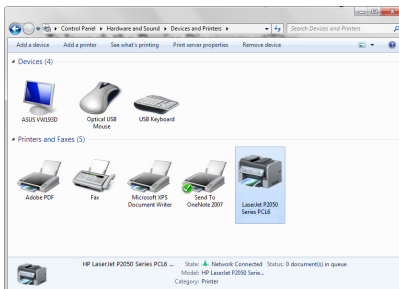 Control Panel ▸ Hardware and Sound ▸ Devices and Printers ▸
Search Devices and Printers
Add a device Add a printer See what's printing Print server properties Remove device
Devices (4)
ASUS VW193D
Optical USB
Mouse
USB Keyboard
Printers and Faxes (5)
Adobe PDF
Fax
Microsoft XPS
Document Writer
Send To
OneNote 2007
LaserJet P2050
Series PCL6
HP LaserJet P2050 Series PCL6 ... State: Network Connected Status: 0 document(s) in queue
Model: HP LaserJet P2050 Serie...
Category: Printer